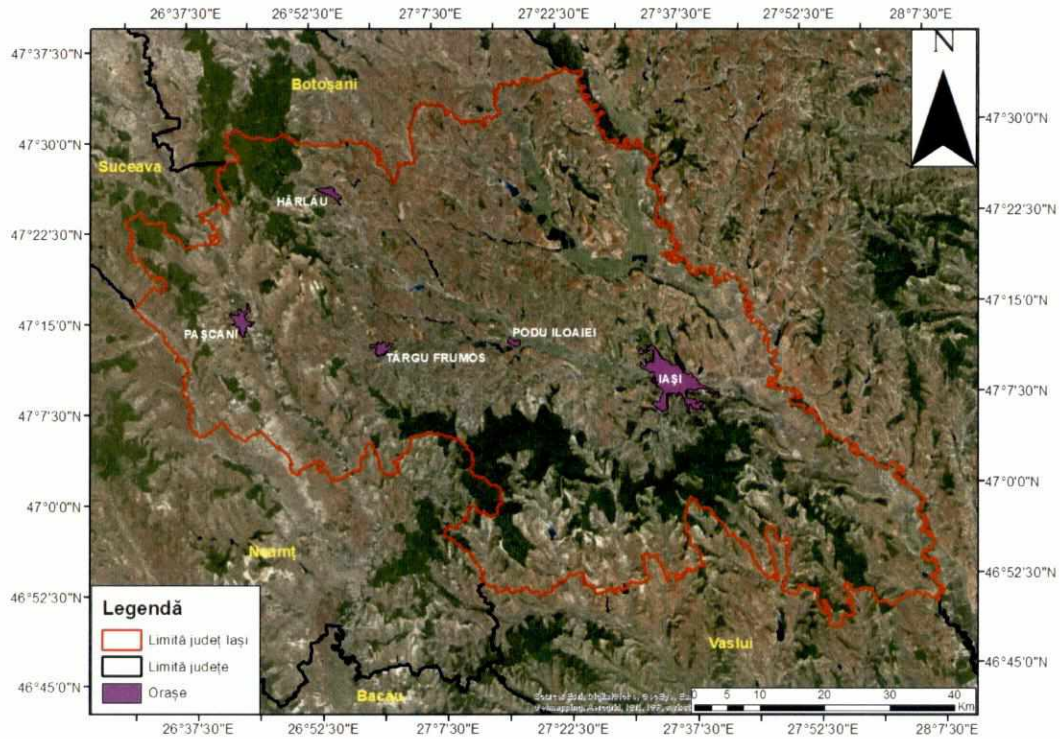 26°37'30"E 26°52'30"E 27°7'30"E 27°22'30"E 27°37'30"E 27°52'30"E 28°7'30"E
47°37'30"N
N
Botoșani
47°30'0"N
47°30'0"N
Suceava
HÂRLĂU
47°22'30"N
47°22'30"N
47°15'0"N
47°15'0"N
PAȘCANI
PODU ILOAIEI
TÂRGU FRUMOS
IAȘI
47°7'30"N
47°7'30"N
47°0'0"N
47°0'0"N
Neamț
46°52'30"N
46°52'30"N
Legendă
Limită județ Iași
Limită județe
Orașe
Vaslui
46°45'0"N
46°45'0"N
Bacău
0 5 10 20 30 40
Km
26°37'30"E 26°52'30"E 27°7'30"E 27°22'30"E 27°37'30"E 27°52'30"E 28°7'30"E